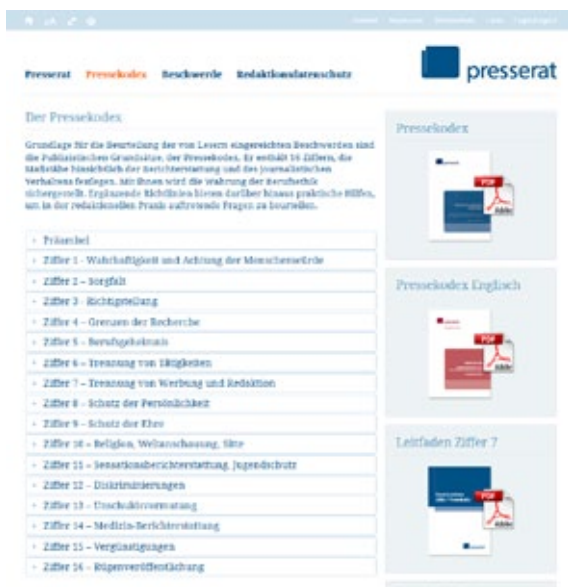 presserat
Presserat Pressekodex Beschwerde Redaktionsdatenschutz
Der Pressekodex
Grundlage für die Beurteilung der von Lesern eingereichten Beschwerden sind
die Publizistischen Grundsätze, der Pressekodex. Er enthält 16 Ziffern, die
Maßstäbe hinsichtlich der Berichterstattung und des journalistischen
Verhaltens festlegen. Mit ihnen wird die Wahrung der Berufsethik
sichergestellt. Ergänzende Richtlinien bieten darüber hinaus praktische Hilfen,
um in der redaktionellen Praxis auftretende Fragen zu beurteilen.
Präambel
Ziffer 1 - Wahrhaftigkeit und Achtung der Menschenwürde
Ziffer 2 – Sorgfalt
Ziffer 3 - Richtigstellung
Ziffer 4 – Grenzen der Recherche
Ziffer 5 – Berufsgeheimnis
Ziffer 6 – Trennung von Tätigkeiten
Ziffer 7 – Trennung von Werbung und Redaktion
Ziffer 8 – Schutz der Persönlichkeit
Ziffer 9 – Schutz der Ehre
Ziffer 10 – Religion, Weltanschauung, Sitte
Ziffer 11 – Sensationsberichterstattung, Jugendschutz
Ziffer 12 – Diskriminierungen
Ziffer 13 – Unschuldsvermutung
Ziffer 14 – Medizin-Berichterstattung
Ziffer 15 – Vergünstigungen
Ziffer 16 – Rügenveröffentlichung
Pressekodex
PDF
Adobe
Pressekodex Englisch
PDF
Adobe
Leitfaden Ziffer 7
PDF
Adobe